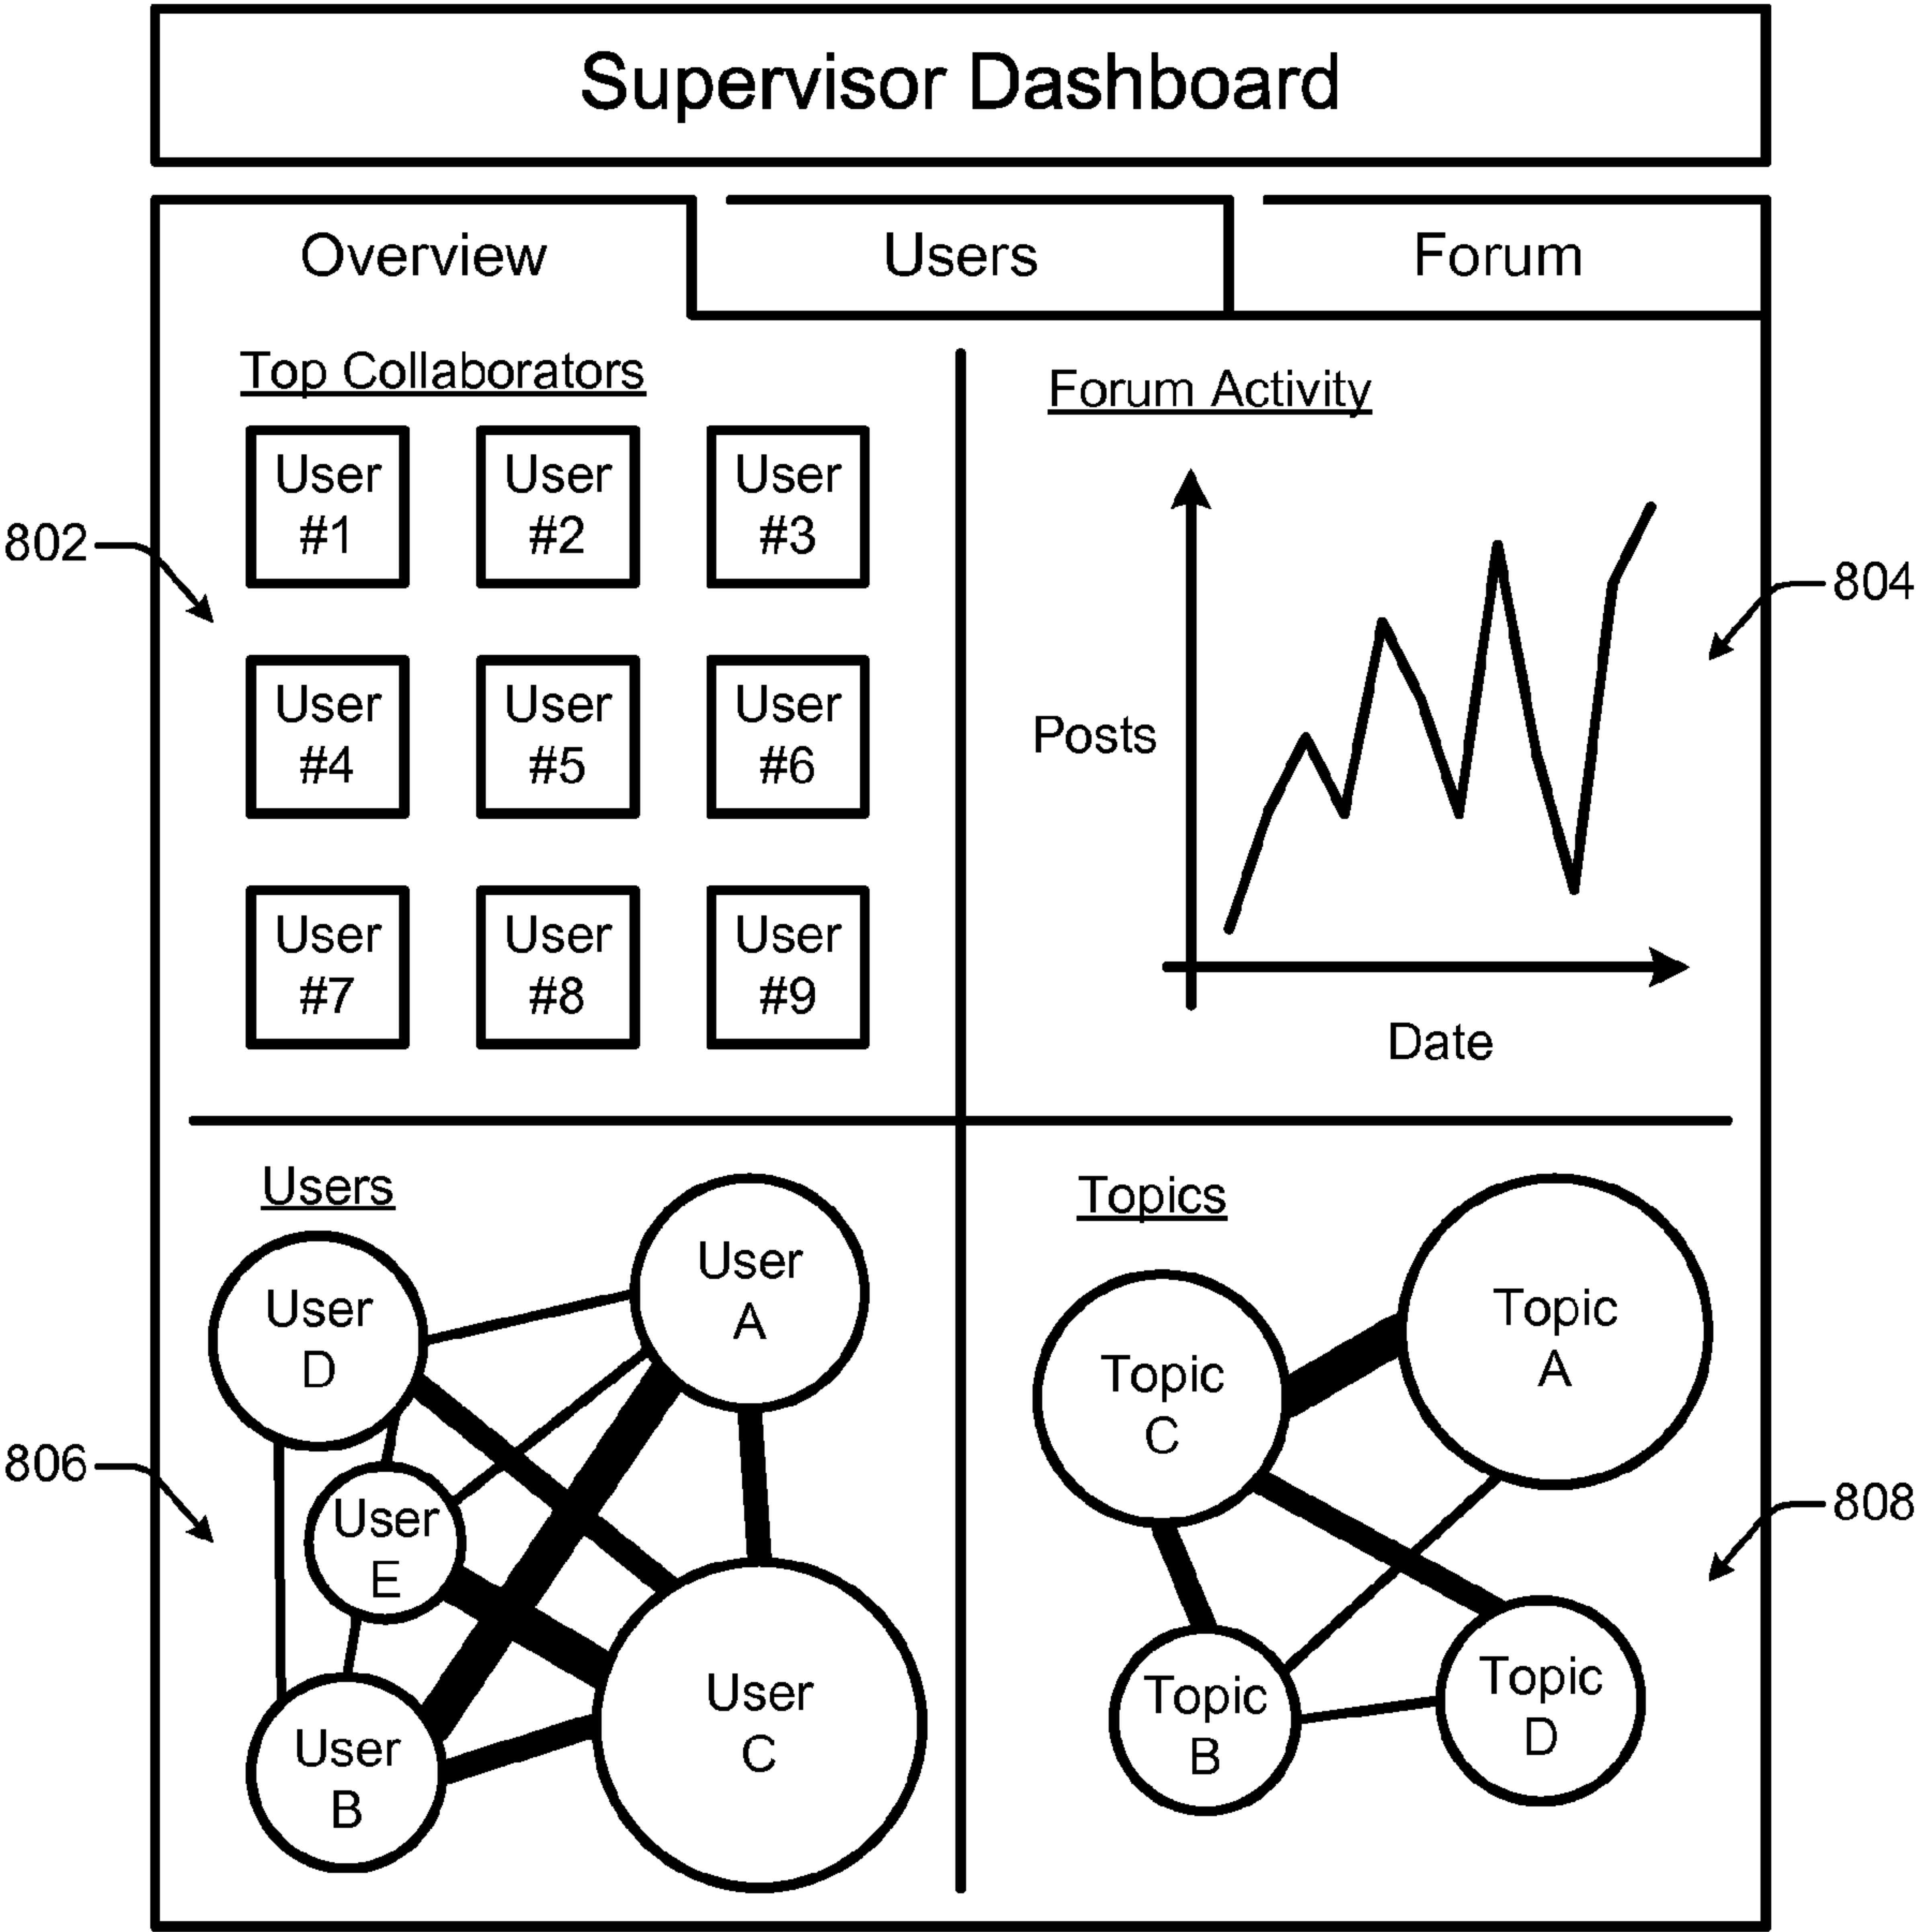 Supervisor Dashboard
Overview
Users
Forum
Top Collaborators
User
#1
User
#2
User
#3
User
#4
User
#5
User
#6
User
#7
User
#8
User
#9
802
Forum Activity
Posts
Date
804
Users
User
A
User
D
User
E
User
B
User
C
806
Topics
Topic
A
Topic
C
Topic
B
Topic
D
808